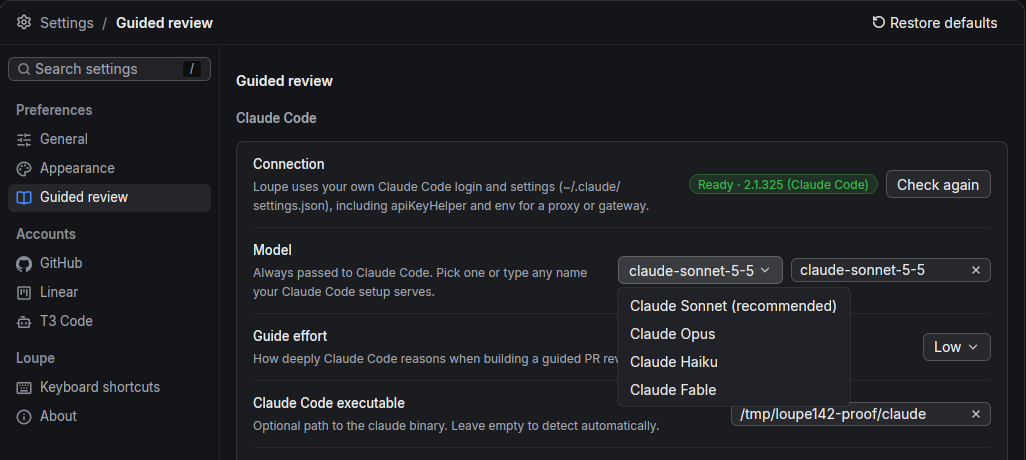 Settings / Guided review
Restore defaults
Search settings /
Preferences
General
Appearance
Guided review
Accounts
GitHub
Linear
T3 Code
Loupe
Keyboard shortcuts
About
Guided review
Claude Code
Connection
Loupe uses your own Claude Code login and settings (~/.claude/
settings.json), including apiKeyHelper and env for a proxy or gateway.
Ready · 2.1.325 (Claude Code)
Check again
Model
Always passed to Claude Code. Pick one or type any name
your Claude Code setup serves.
claude-sonnet-5-5
claude-sonnet-5-5
Claude Sonnet (recommended)
Claude Opus
Claude Haiku
Claude Fable
Guide effort
How deeply Claude Code reasons when building a guided PR
Low
Claude Code executable
Optional path to the claude binary. Leave empty to detect automatically.
/tmp/loupe142-proof/claude